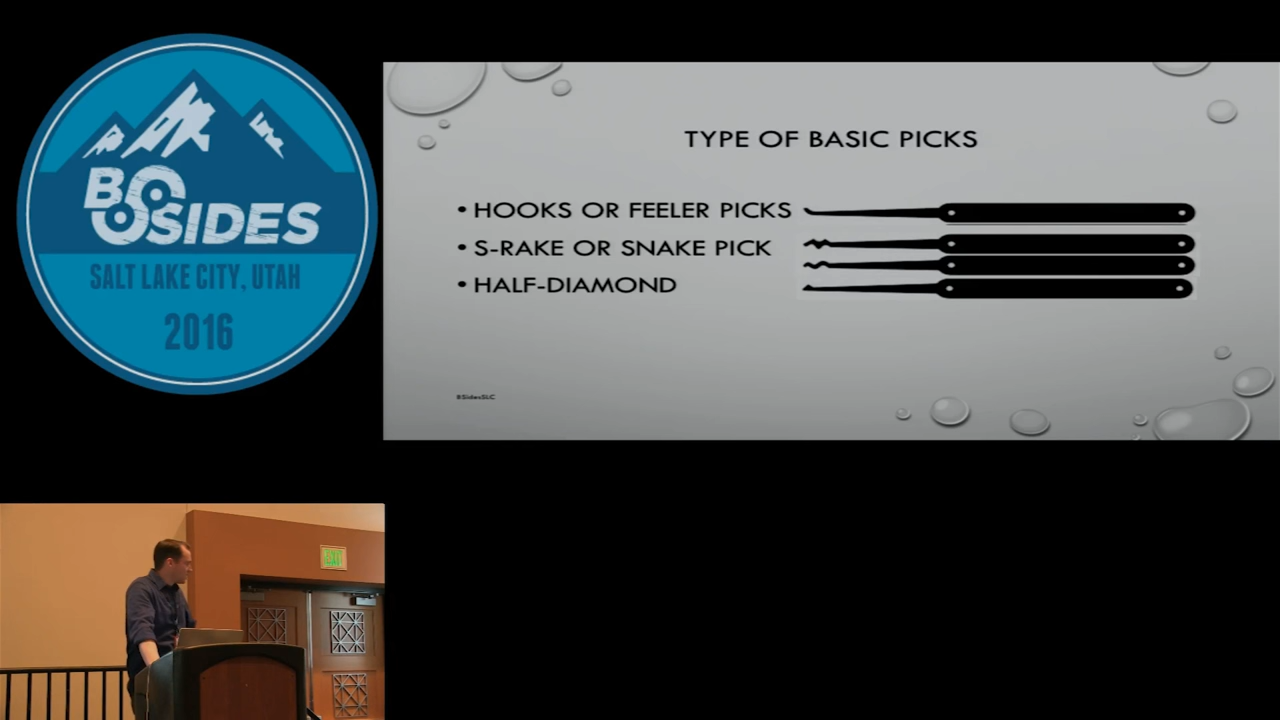 BSIDES
SALT LAKE CITY, UTAH
2016
TYPE OF BASIC PICKS
• HOOKS OR FEELER PICKS
• S-RAKE OR SNAKE PICK
• HALF-DIAMOND
BSidesSLC
EXIT